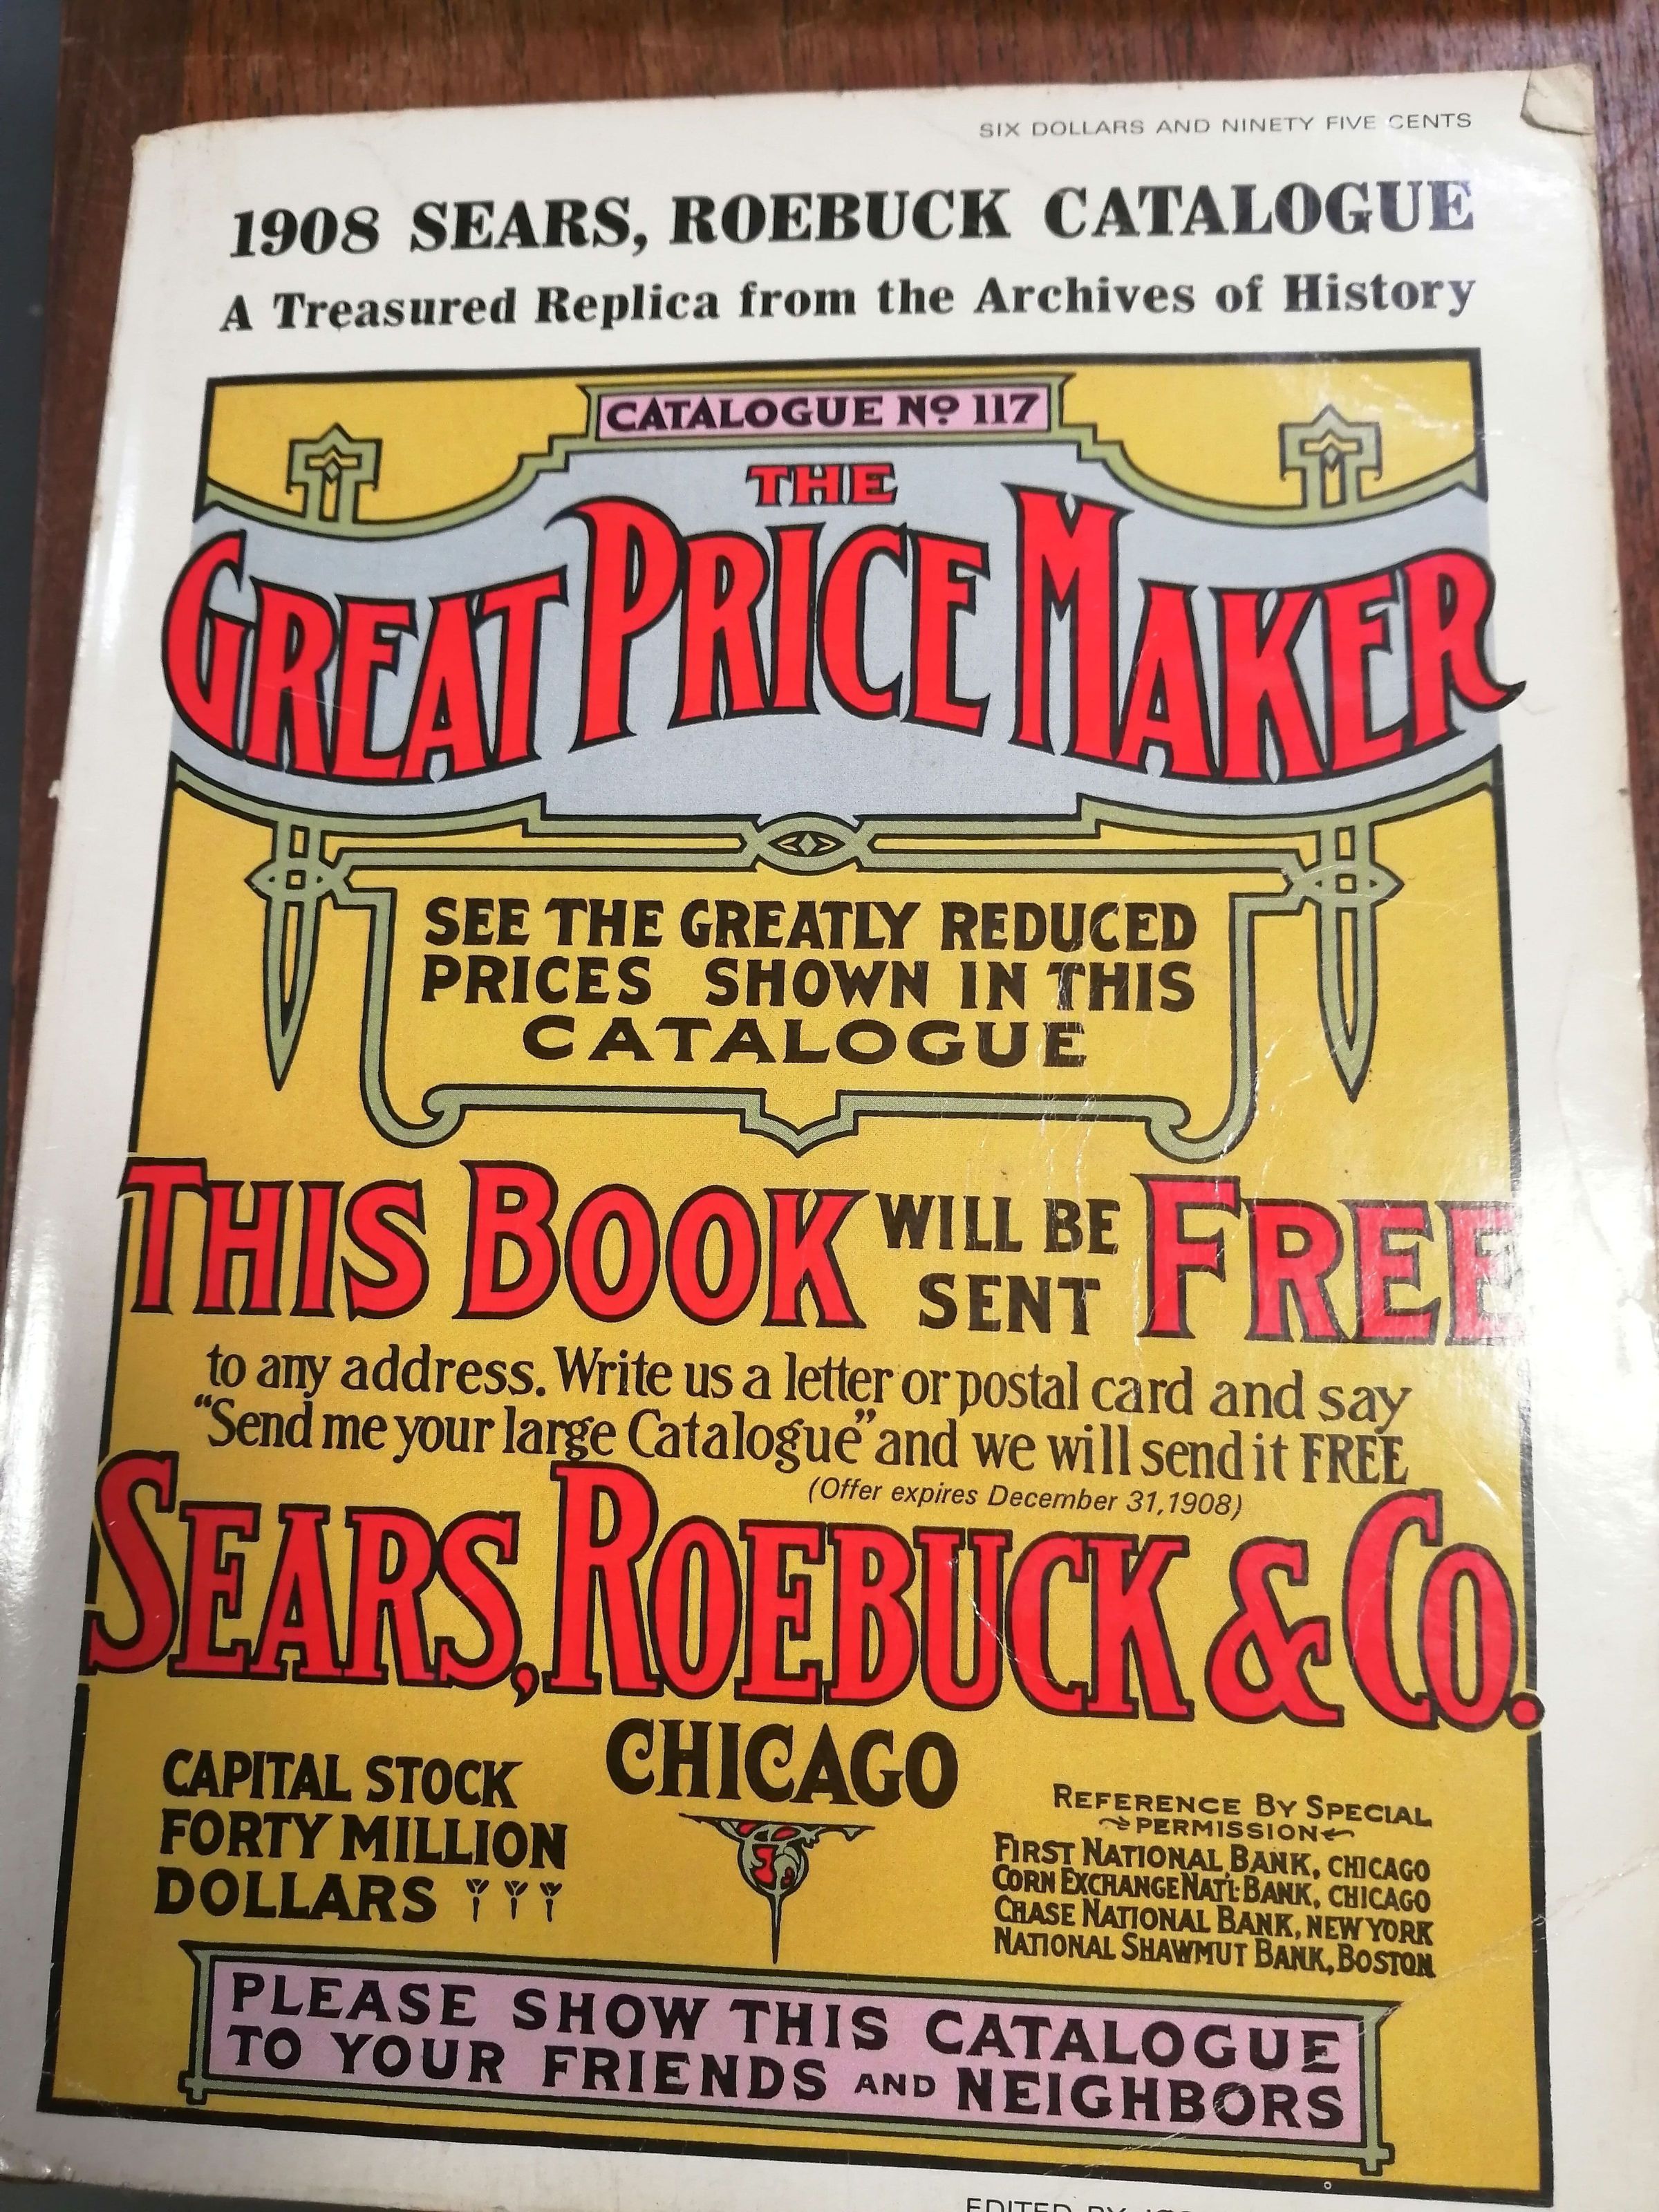 SIX DOLLARS AND NINETY FIVE CENTS
1908 SEARS, ROEBUCK CATALOGUE
A Treasured Replica from the Archives of History
CATALOGUE No 117
THE
GREAT PRICE MAKER
SEE THE GREATLY REDUCED
PRICES SHOWN IN THIS
CATALOGUE
THIS BOOK WILL BE SENT FREE
to any address. Write us a letter or postal card and say
"Send me your large Catalogue" and we will send it FREE
(Offer expires December 31, 1908)
SEARS, ROEBUCK & CO.
CHICAGO
CAPITAL STOCK
FORTY MILLION
DOLLARS
REFERENCE BY SPECIAL
PERMISSION
FIRST NATIONAL BANK, CHICAGO
CORN EXCHANGE NAT'L BANK, CHICAGO
CHASE NATIONAL BANK, NEW YORK
NATIONAL SHAWMUT BANK, BOSTON
PLEASE SHOW THIS CATALOGUE
TO YOUR FRIENDS AND NEIGHBORS
EDITED BY